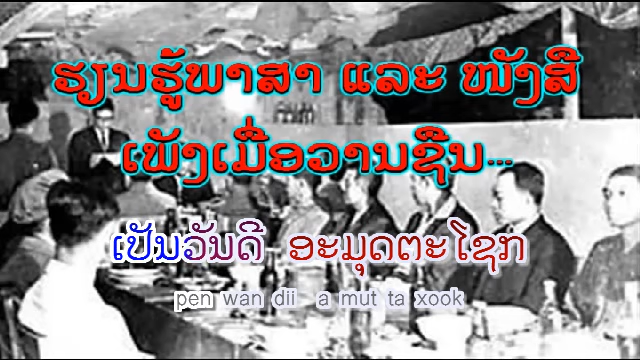 ຮຽນຮູ້ພາສາ ແລະ ໜັງສື
ເພັງເມື່ອວານຊືນ...
ເປັນວັນດີ ອະມຸດຕະໂຊກ
pen wan dii a mut ta xook